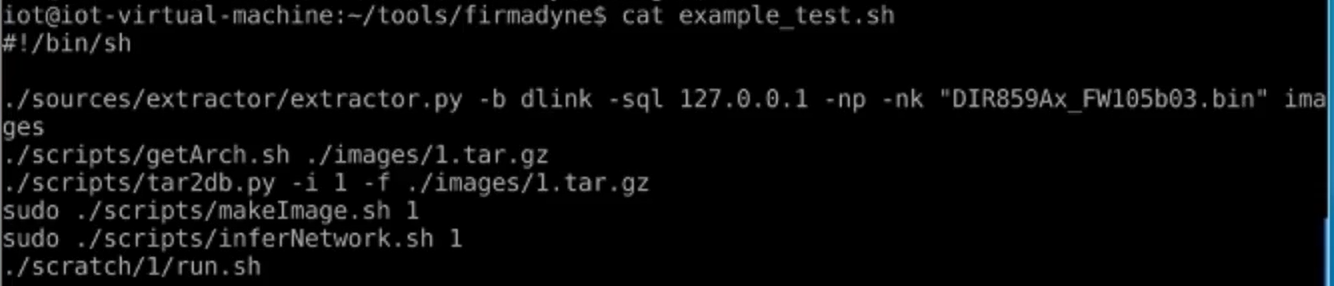 iot@iot-virtual-machine:~/tools/firmadyne$ cat example_test.sh
#!/bin/sh
./sources/extractor/extractor.py -b dlink -sql 127.0.0.1 -np -nk "DIR859Ax_FW105b03.bin" ima
ges
./scripts/getArch.sh ./images/1.tar.gz
./scripts/tar2db.py -i 1 -f ./images/1.tar.gz
sudo ./scripts/makeImage.sh 1
sudo ./scripts/inferNetwork.sh 1
./scratch/1/run.sh